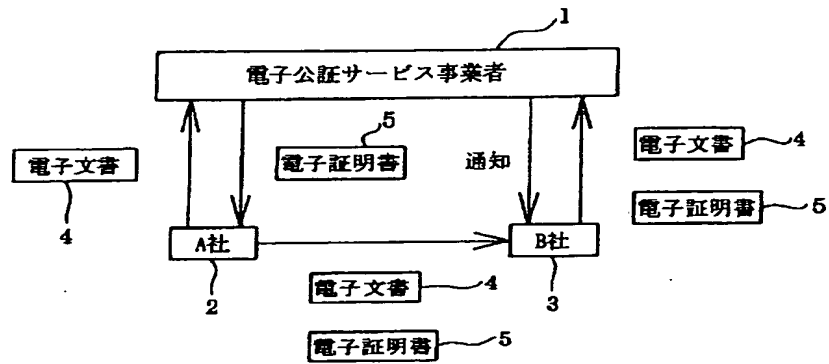 1
電子公証サービス事業者
電子文書
4
5
電子証明書
通知
電子文書
4
電子証明書
5
A社
2
B社
3
電子文書
4
電子証明書
5